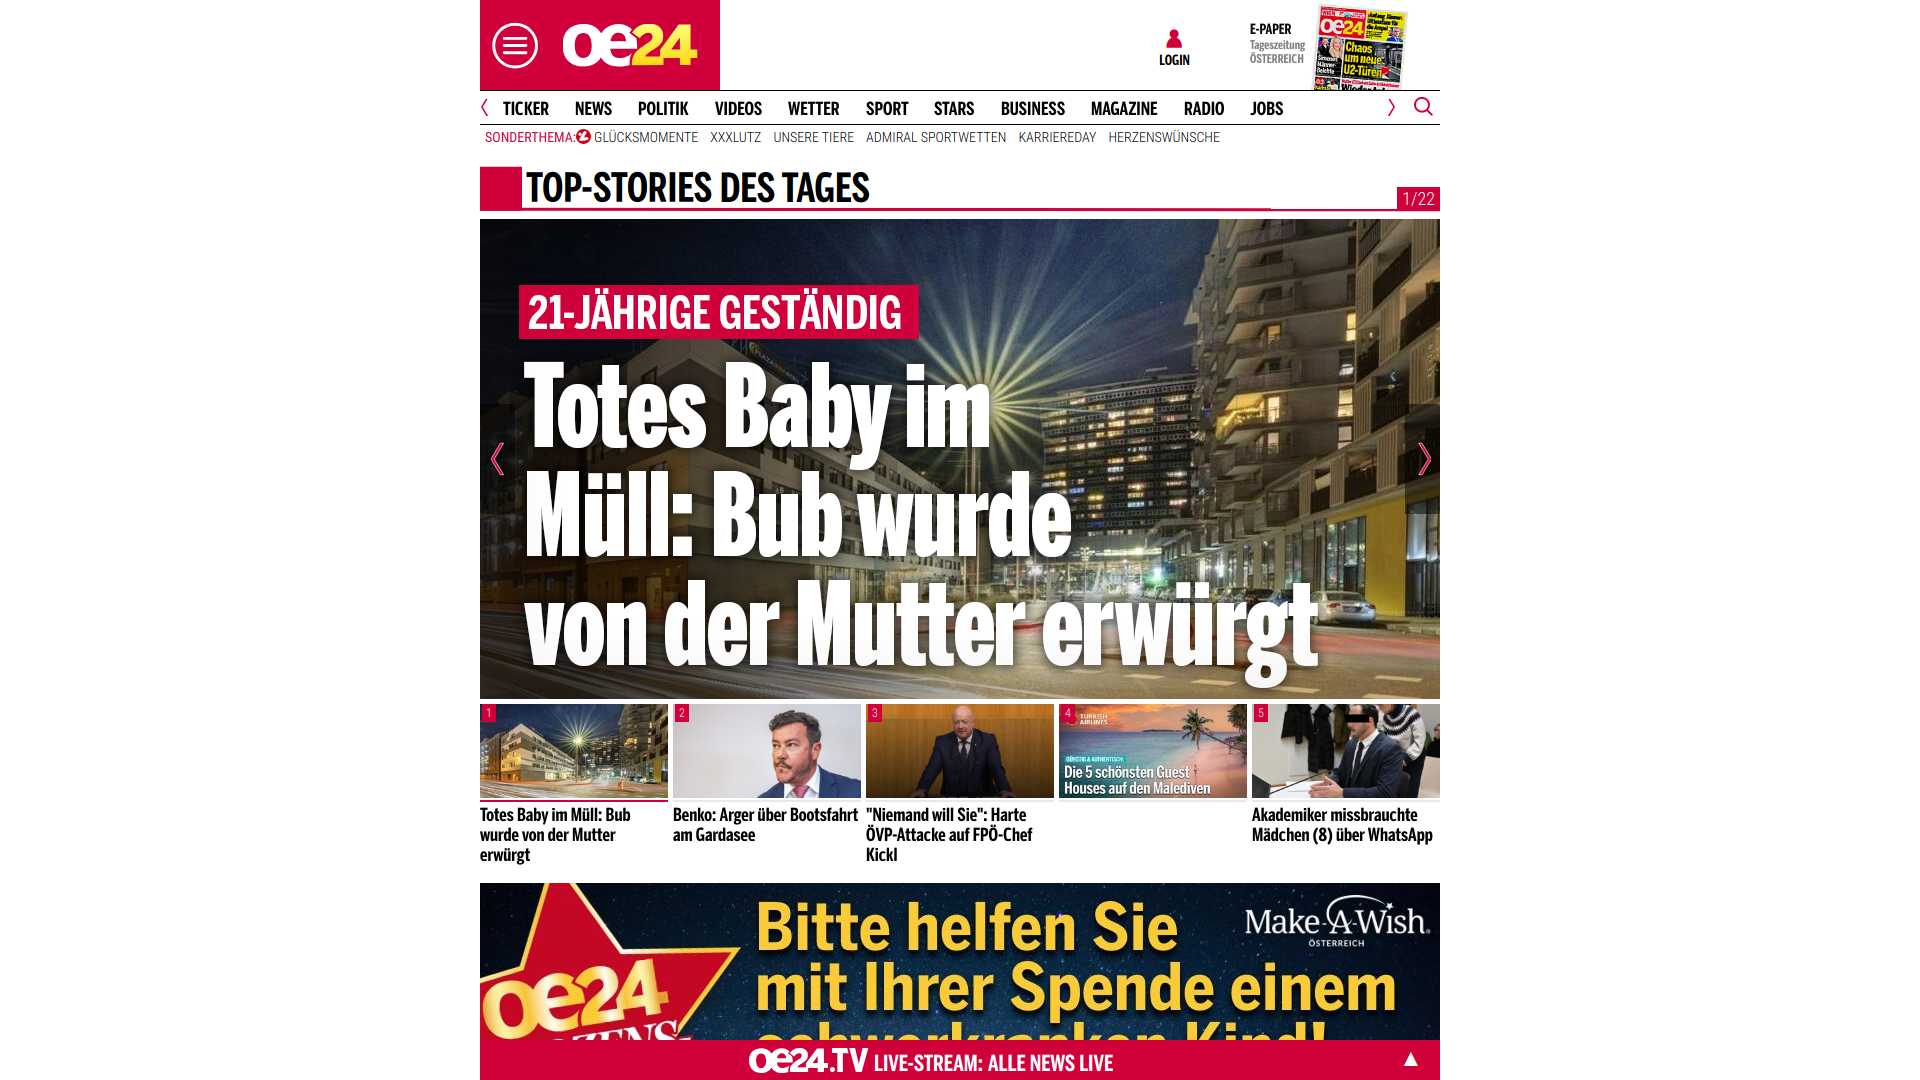 oe24
LOGIN
E-PAPER
Tageszeitung
ÖSTERREICH
oe24
Chaos
um neue
U2-Türen
TICKER NEWS POLITIK VIDEOS WETTER SPORT STARS BUSINESS MAGAZINE RADIO JOBS
SONDERTHEMA: GLÜCKSMOMENTE XXXLUTZ UNSERE TIERE ADMIRAL SPORTWETTEN KARRIEREDAY HERZENSWÜNSCHE
TOP-STORIES DES TAGES
1/22
21-JÄHRIGE GESTÄNDIG
Totes Baby im
Müll: Bub wurde
von der Mutter erwürgt
1
2
3
4
5
TURKISH
AIRLINES
GÜNSTIG & AUTHENTISCH:
Die 5 schönsten Guest
Houses auf den Malediven
Totes Baby im Müll: Bub
wurde von der Mutter
erwürgt
Benko: Ärger über Bootsfahrt
am Gardasee
"Niemand will Sie": Harte
ÖVP-Attacke auf FPÖ-Chef
Kickl
Akademiker missbrauchte
Mädchen (8) über WhatsApp
oe24
Bitte helfen Sie
mit Ihrer Spende einem
schwerkranken Kind!
Make-A-Wish
ÖSTERREICH
oe24.TV LIVE-STREAM: ALLE NEWS LIVE